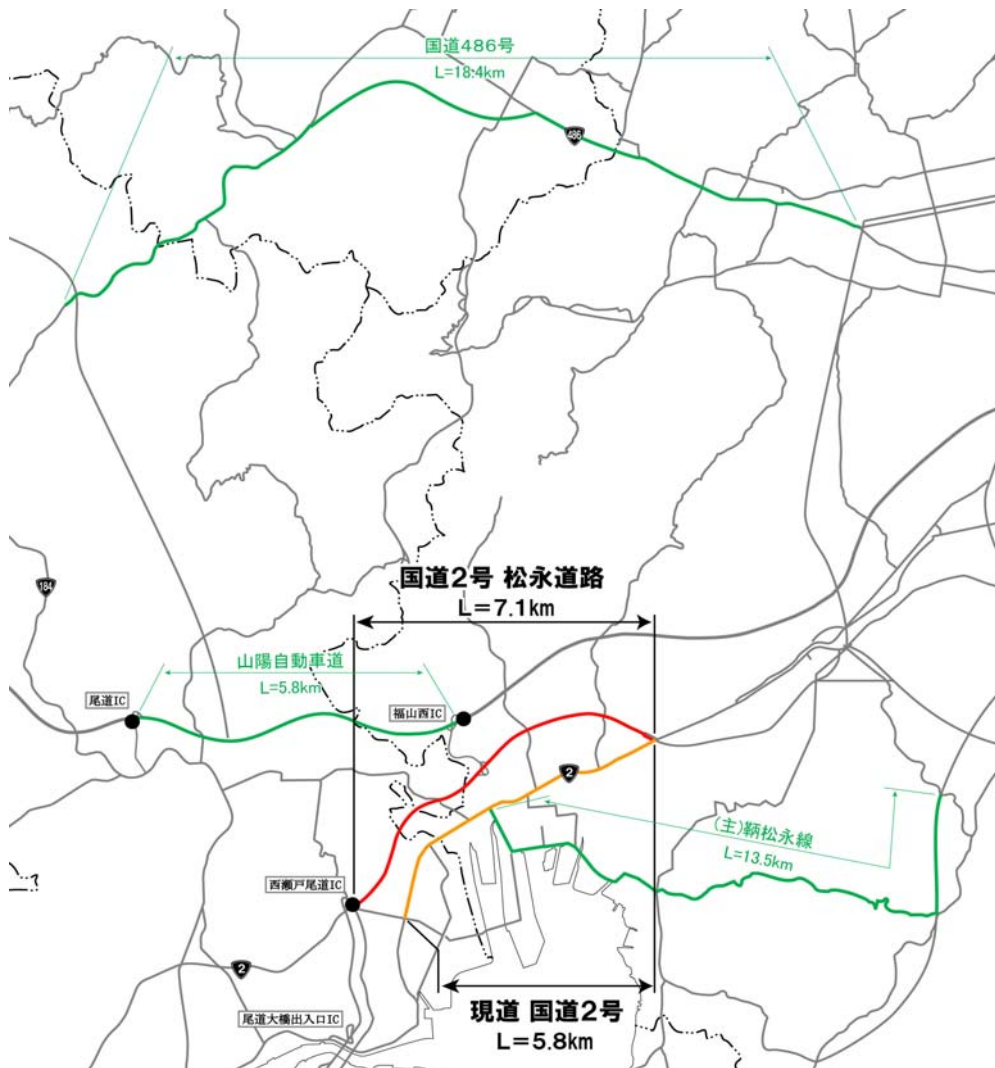 国道486号
L=18.4km
486
国道2号 松永道路
L=7.1km
184
山陽自動車道
L=5.8km
尾道IC
福山西IC
2
(主)鞆松永線
L=13.5km
西瀬戸尾道IC
2
現道 国道2号
L=5.8km
尾道大橋出入口IC